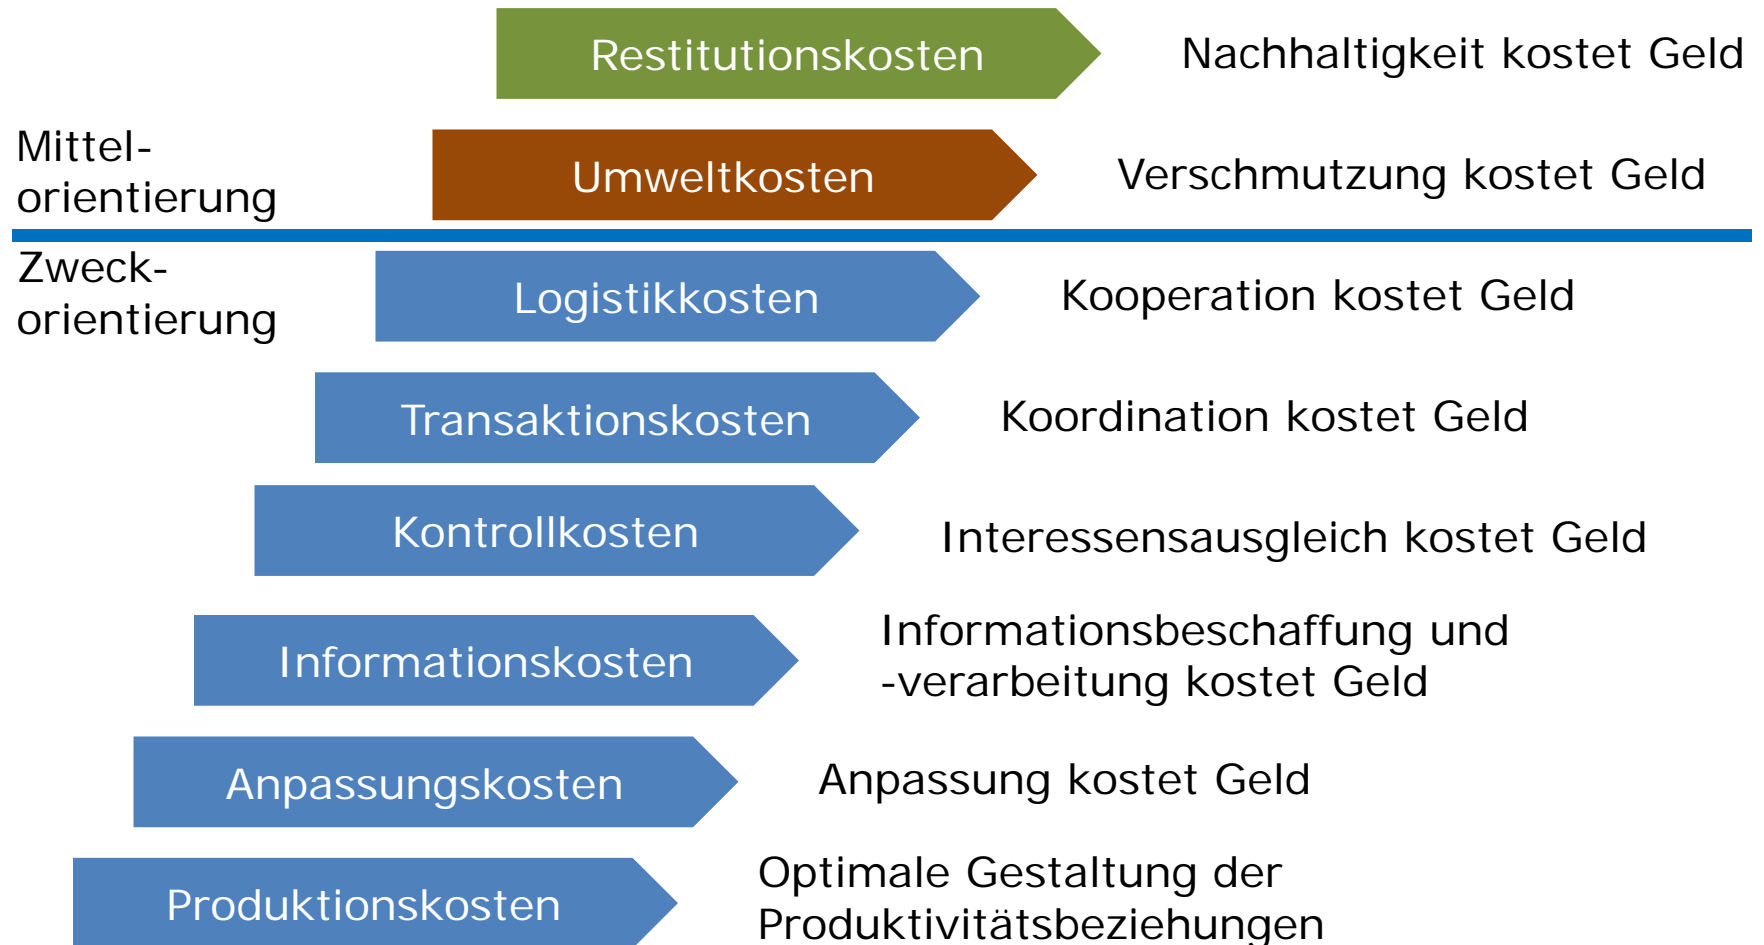 Restitutionskosten
Nachhaltigkeit kostet Geld
Mittel-
orientierung
Umweltkosten
Verschmutzung kostet Geld
Zweck-
orientierung
Logistikkosten
Kooperation kostet Geld
Transaktionskosten
Koordination kostet Geld
Kontrollkosten
Interessensausgleich kostet Geld
Informationskosten
Informationsbeschaffung und
-verarbeitung kostet Geld
Anpassungskosten
Anpassung kostet Geld
Produktionskosten
Optimale Gestaltung der
Produktivitätsbeziehungen